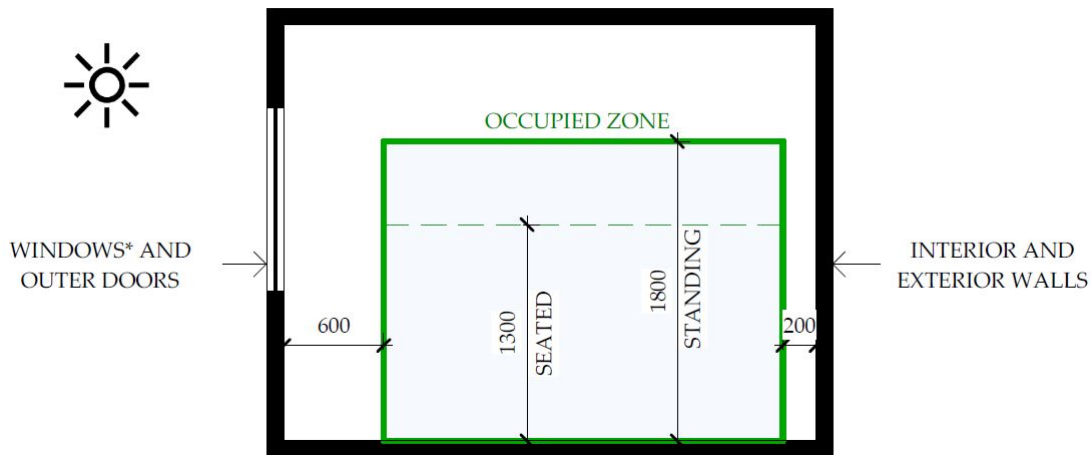 OCCUPIED ZONE
WINDOWS* AND
OUTER DOORS
INTERIOR AND
EXTERIOR WALLS
600
1300
SEATED
1800
STANDING
200